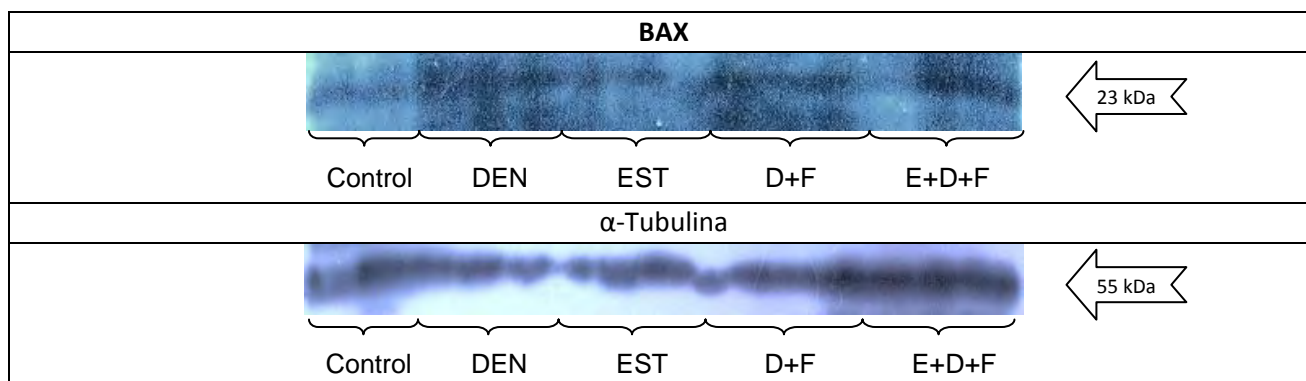 BAX
23 kDa
Control DEN EST D+F E+D+F
α-Tubulina
55 kDa
Control DEN EST D+F E+D+F